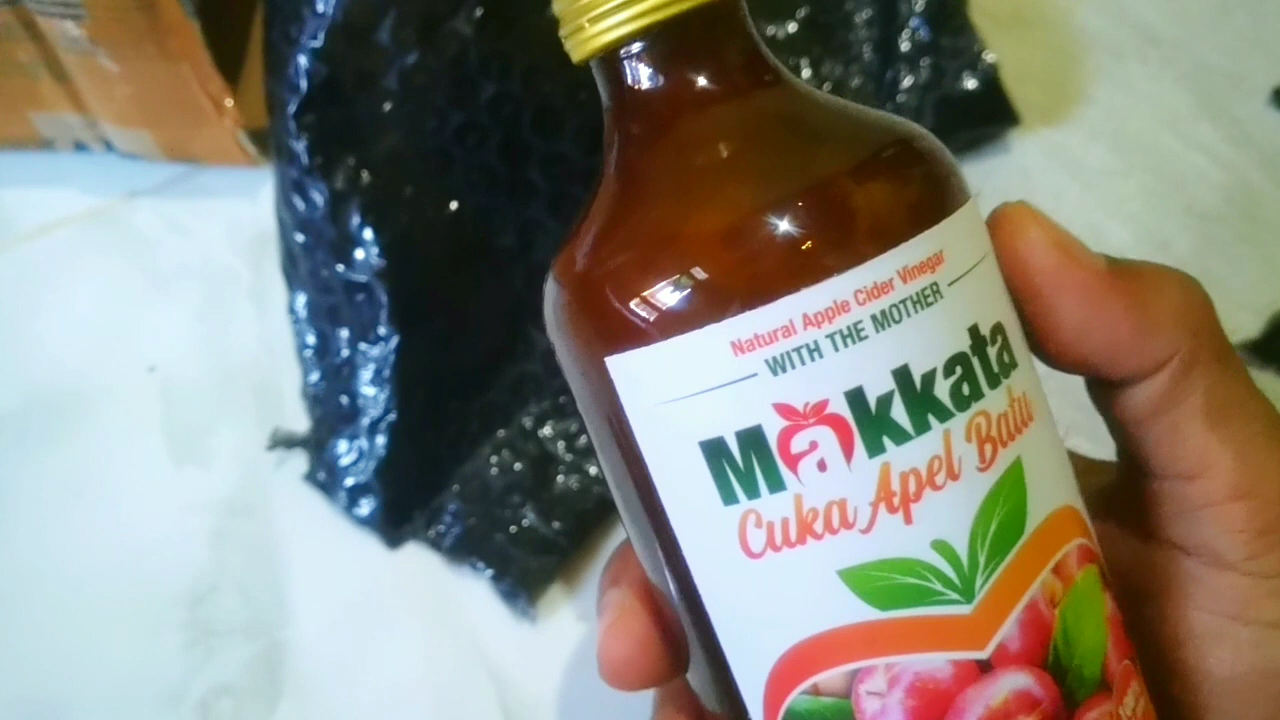 Natural Apple Cider Vinegar
WITH THE MOTHER
Makkata
Cuka Apel Batu